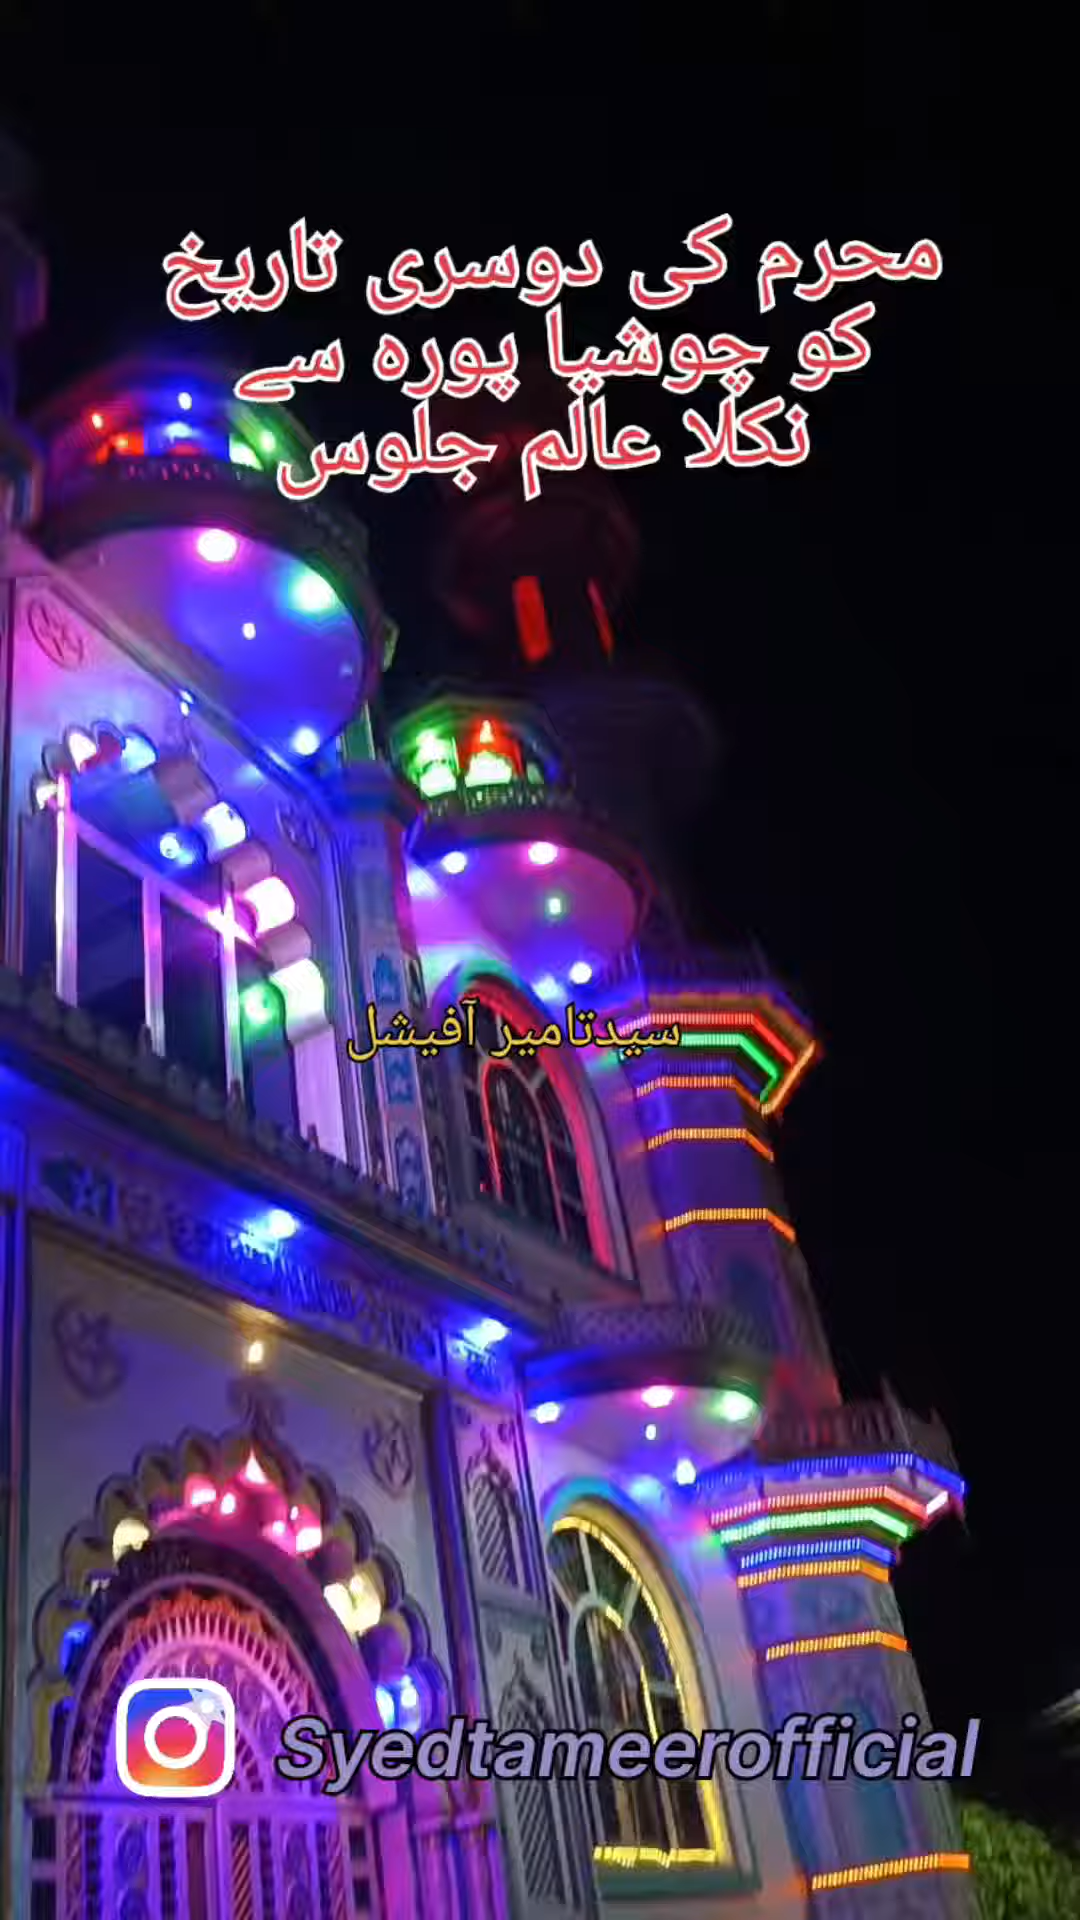 محرم کی دوسری تاریخ
کو چوشیا پورہ سے
نکلا عالم جلوس
سیدتامیر آفیشل
Syedtameerofficial